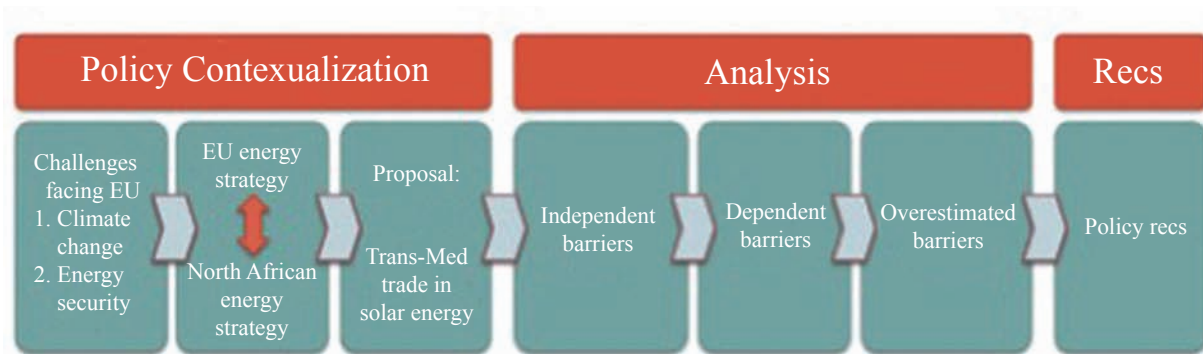 Policy Contexualization
Analysis
Recs
Challenges
facing EU
1. Climate
change
2. Energy
security
EU energy
strategy
North African
energy
strategy
Proposal:
Trans-Med
trade in
solar energy
Independent
barriers
Dependent
barriers
Overestimated
barriers
Policy recs